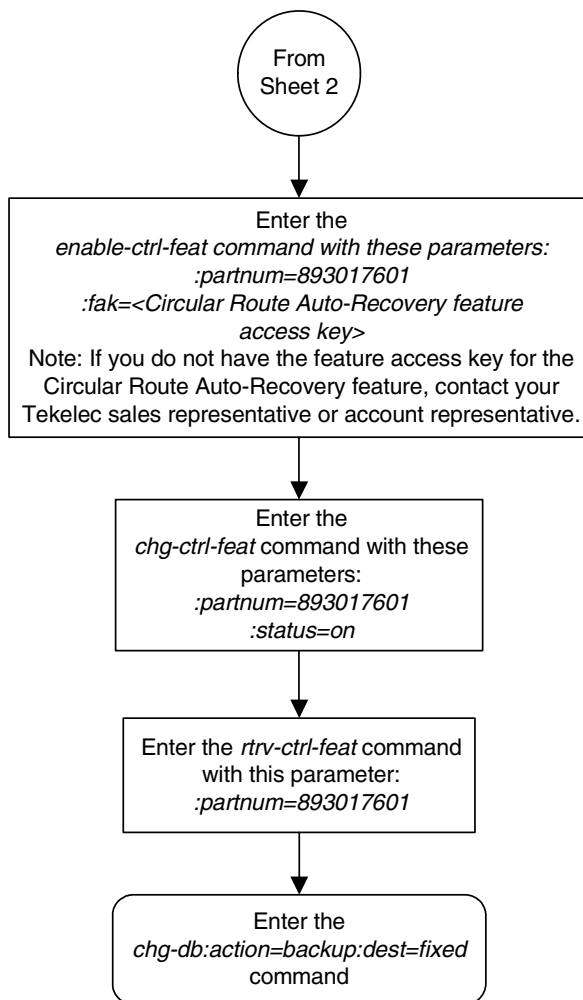 From
Sheet 2
Enter the
enable-ctrl-feat command with these parameters:
:partnum=893017601
:fak=<Circular Route Auto-Recovery feature
access key>
Note: If you do not have the feature access key for the
Circular Route Auto-Recovery feature, contact your
Tekelec sales representative or account representative.
Enter the
chg-ctrl-feat command with these
parameters:
:partnum=893017601
:status=on
Enter the rtrv-ctrl-feat command
with this parameter:
:partnum=893017601
Enter the
chg-db:action=backup:dest=fixed
command